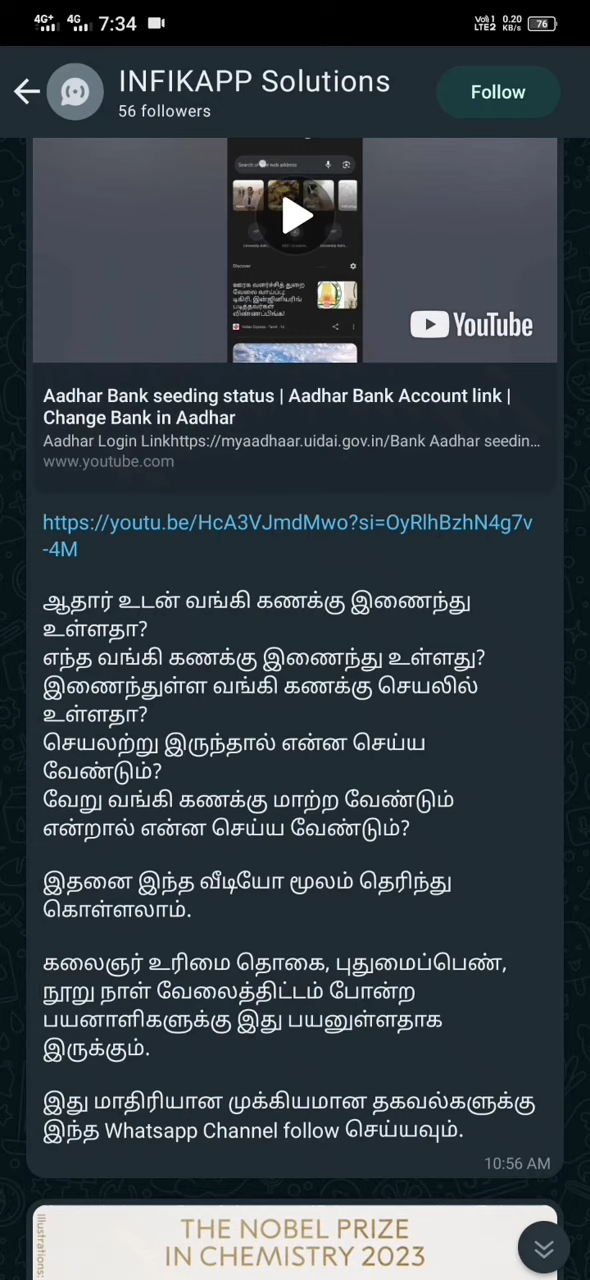 4G+ 4G 7:34 Vo) 1 LTE2 0.20 KB/s 76
INFIKAPP Solutions
56 followers
Follow
Discover
YouTube
Aadhar Bank seeding status | Aadhar Bank Account link |
Change Bank in Aadhar
Aadhar Login Linkhttps://myaadhaar.uidai.gov.in/Bank Aadhar seedin...
www.youtube.com
https://youtu.be/HcA3VJmdMwo?si=OyRlhBzhN4g7v
-4M
ஆதார் உடன் வங்கி கணக்கு இணைந்து
உள்ளதா?
எந்த வங்கி கணக்கு இணைந்து உள்ளது?
இணைந்துள்ள வங்கி கணக்கு செயலில்
உள்ளதா?
செயலற்று இருந்தால் என்ன செய்ய
வேண்டும்?
வேறு வங்கி கணக்கு மாற்ற வேண்டும்
என்றால் என்ன செய்ய வேண்டும்?
இதனை இந்த வீடியோ மூலம் தெரிந்து
கொள்ளலாம்.
கலைஞர் உரிமை தொகை, புதுமைப்பெண்,
நூறு நாள் வேலைத்திட்டம் போன்ற
பயனாளிகளுக்கு இது பயனுள்ளதாக
இருக்கும்.
இது மாதிரியான முக்கியமான தகவல்களுக்கு
இந்த Whatsapp Channel follow செய்யவும்.
10:56 AM
THE NOBEL PRIZE
IN CHEMISTRY 2023
Illustrations: